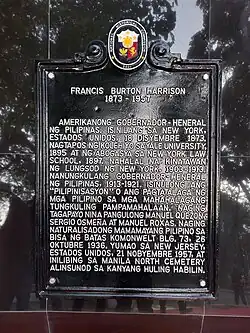 FRANCIS BURTON HARRISON
1873 – 1957
AMERIKANONG GOBERNADOR-HENERAL
NG PILIPINAS. ISINILANG SA NEW YORK,
ESTADOS UNIDOS, 18 DISYEMBRE 1873.
NAGTAPOS NG KOLEHYO SA YALE UNIVERSITY,
1895 AT NG ABOGASYA SA NEW YORK LAW
SCHOOL, 1897. NAHALAL NA KINATAWAN
NG LUNGSOD NG NEW YORK, 1903–1905.
NANUNGKULANG GOBERNADOR-HENERAL
NG PILIPINAS, 1913–1921. ISINULONG ANG
"PILIPINISASYON" O ANG PAGTATALAGA NG
MGA PILIPINO SA MGA MAHAHALAGANG
TUNGKULING PAMPAMAHALAAN. NAGING
TAGAPAYO NINA PANGULONG MANUEL QUEZON,
SERGIO OSMEÑA AT MANUEL ROXAS. NAGING
NATURALISADONG MAMAMAYANG PILIPINO SA
BISA NG BATAS KOMONWELT BLG. 73, 26
OKTUBRE 1936. YUMAO SA NEW JERSEY,
ESTADOS UNIDOS, 21 NOBYEMBRE 1957, AT
INILIBING SA MANILA NORTH CEMETERY
ALINSUNOD SA KANYANG HULING HABILIN.